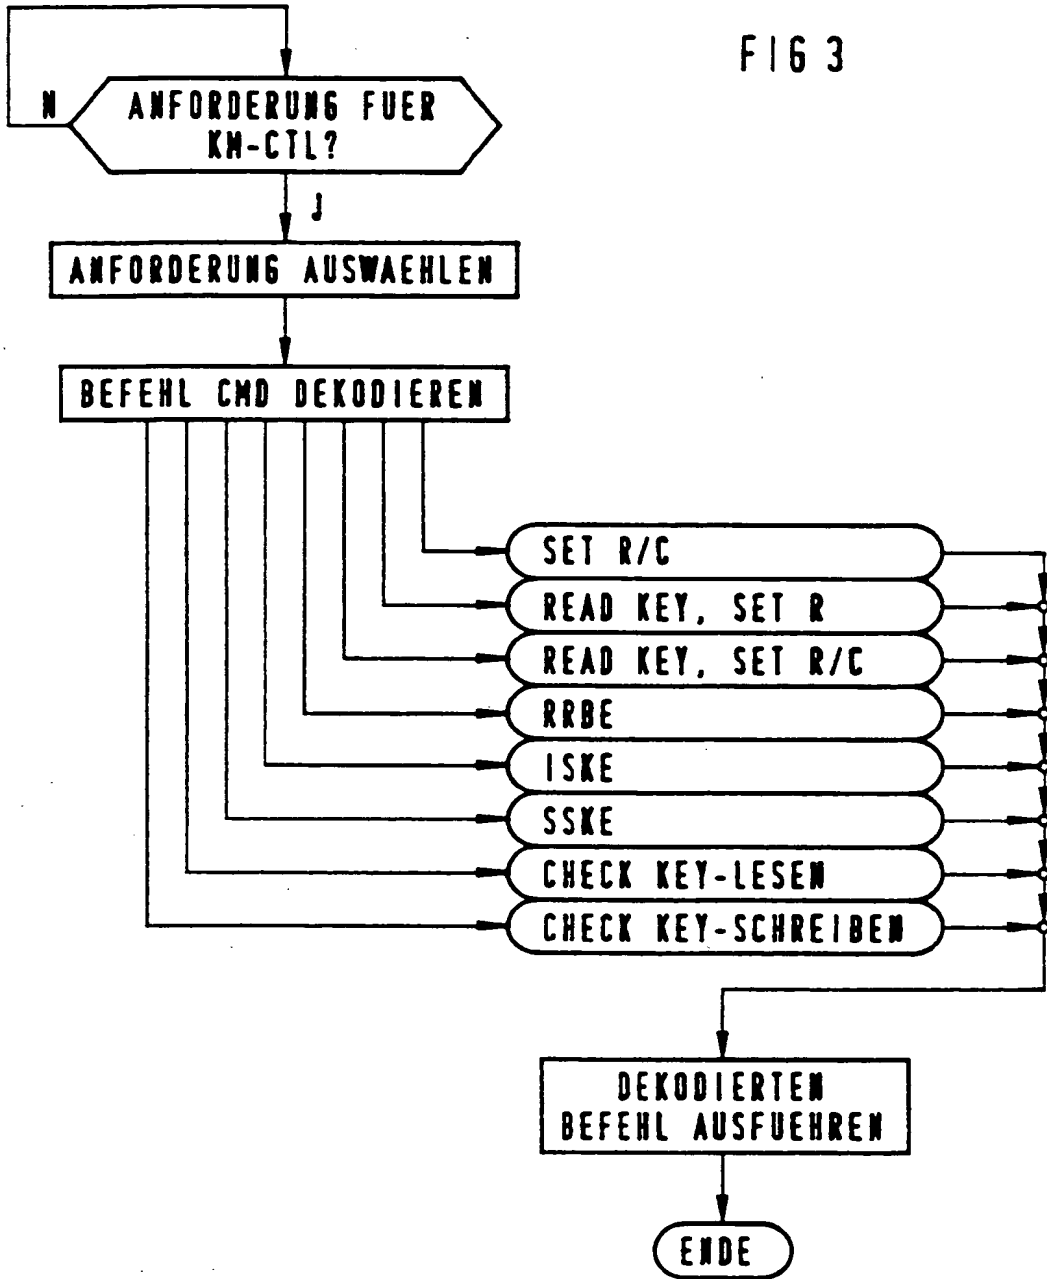 FIG 3
N
ANFORDERUNG FUER
KM-CTL?
J
ANFORDERUNG AUSWAEHLEN
BEFEHL CMD DEKODIEREN
SET R/C
READ KEY, SET R
READ KEY, SET R/C
RRBE
ISKE
SSKE
CHECK KEY-LESEN
CHECK KEY-SCHREIBEN
DEKODIERTEN
BEFEHL AUSFUEHREN
ENDE